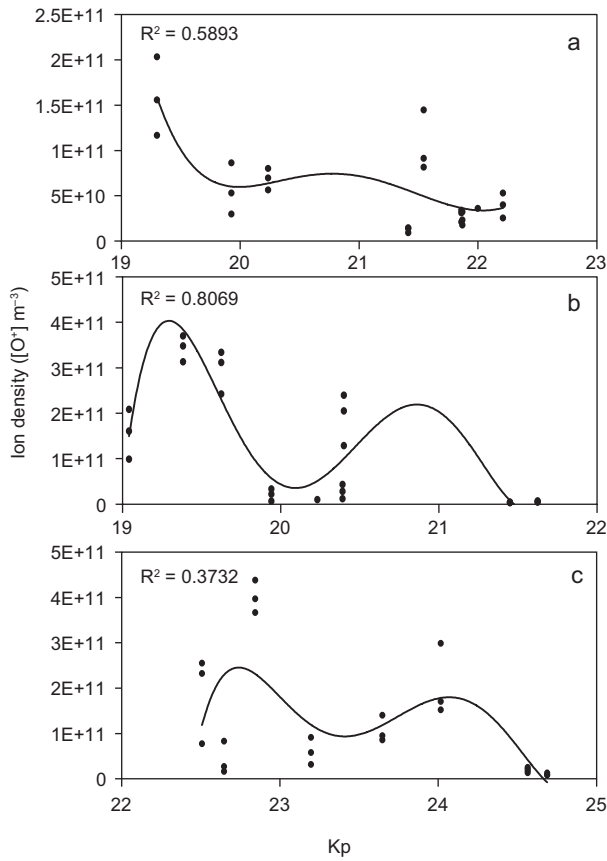 2.5E+11
R² = 0.5893
a
2E+11
1.5E+11
1E+11
5E+10
0
19 20 21 22 23
5E+11
R² = 0.8069
b
4E+11
3E+11
2E+11
1E+11
0
19 20 21 22
Ion density ([O⁺] m⁻³)
5E+11
R² = 0.3732
c
4E+11
3E+11
2E+11
1E+11
0
22 23 24 25
Kp